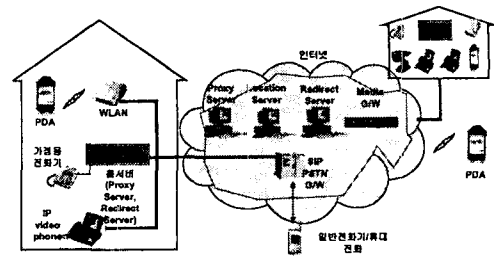 인터넷
Proxy Server
Location Server
Redirect Server
Media G/W
WLAN
PDA
가정용 전화기
홈서버 (Proxy Server, Redirect Server)
IP video phone
SIP PSTN G/W
일반전화기/휴대전화
PDA